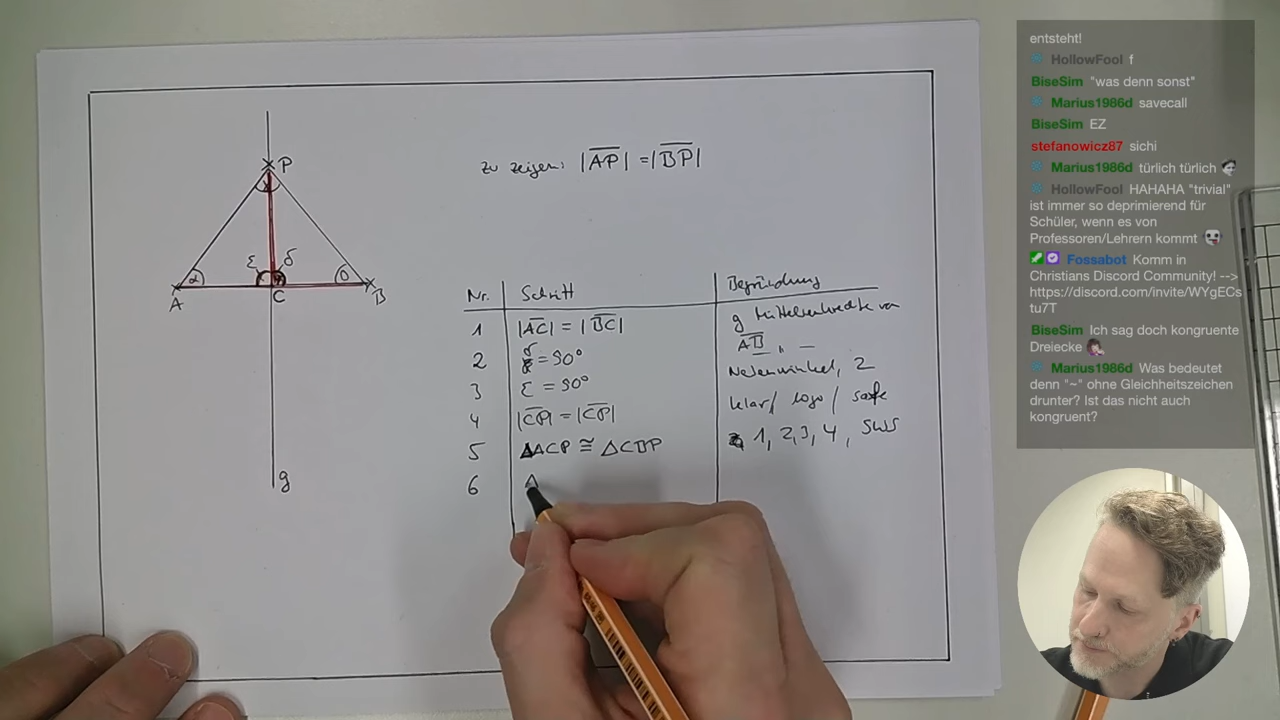 P
ε
δ
α
A
C
B
g
zu zeigen: |AP| = |BP|
Nr. Schritt Begründung
1 |AC| = |BC| g Mittelsenkrechte von AB
2 δ = 90° „ —
3 ε = 90° Nebenwinkel, 2
4 |CP| = |CP| klar / logo / safe
5 △ACP ≅ △CBP 1, 2, 3, 4, SWS
6
entsteht!
HollowFool f
BiseSim "was denn sonst"
Marius1986d savecall
BiseSim EZ
stefanowicz87 sichi
Marius1986d türlich türlich
HollowFool HAHAHA "trivial"
ist immer so deprimierend für
Schüler, wenn es von
Professoren/Lehrern kommt
Fossabot Komm in
Christians Discord Community! -->
https://discord.com/invite/WYgECs
tu7T
BiseSim Ich sag doch kongruente
Dreiecke
Marius1986d Was bedeutet
denn "~" ohne Gleichheitszeichen
drunter? Ist das nicht auch
kongruent?